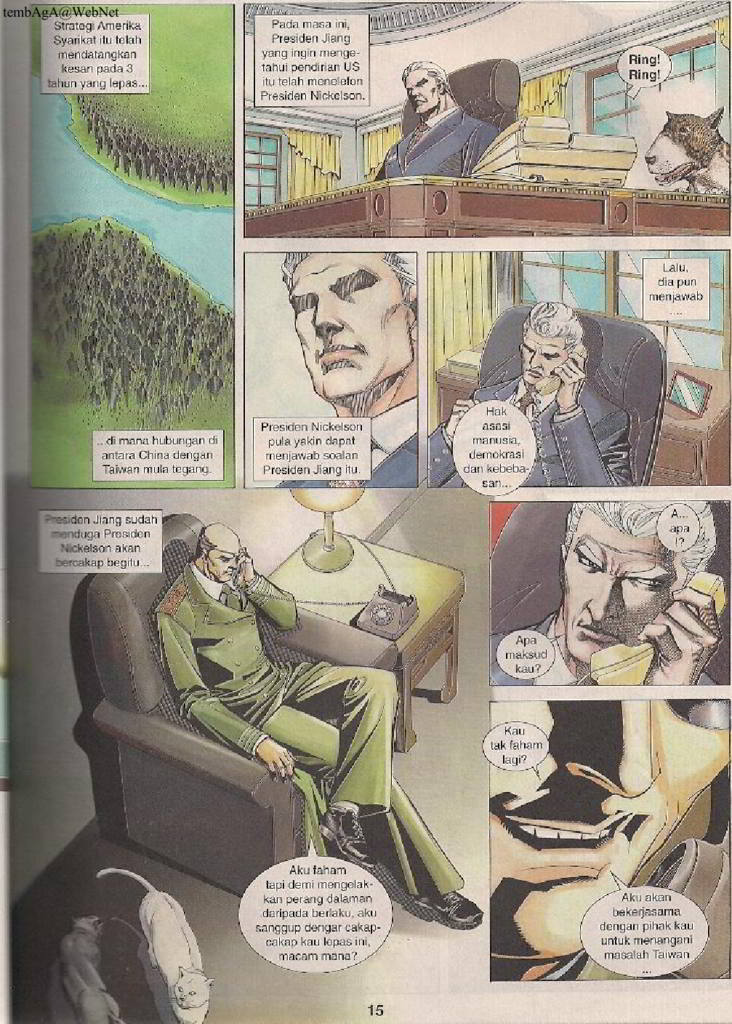 tembAgA@WebNet
Strategi Amerika
Syarikat itu telah
mendatangkan
kesan pada 3
tahun yang lepas...
Pada masa ini,
Presiden Jiang
yang ingin menge-
tahui pendirian US
itu telah menelefon
Presiden Nickelson.
Ring!
Ring!
...di mana hubungan di
antara China dengan
Taiwan mula tegang.
Presiden Nickelson
pula yakin dapat
menjawab soalan
Presiden Jiang itu.
Lalu,
dia pun
menjawab
....
Hak
asasi
manusia,
demokrasi
dan kebeba-
san...
Presiden Jiang sudah
menduga Presiden
Nickelson akan
bercakap begitu...
A...
apa
!?
Apa
maksud
kau?
Kau
tak faham
lagi?
Aku faham
tapi demi mengelak-
kan perang dalaman
daripada berlaku, aku
sanggup dengar cakap-
cakap kau lepas ini,
macam mana?
Aku akan
bekerjasama
dengan pihak kau
untuk menangani
masalah Taiwan
...
15